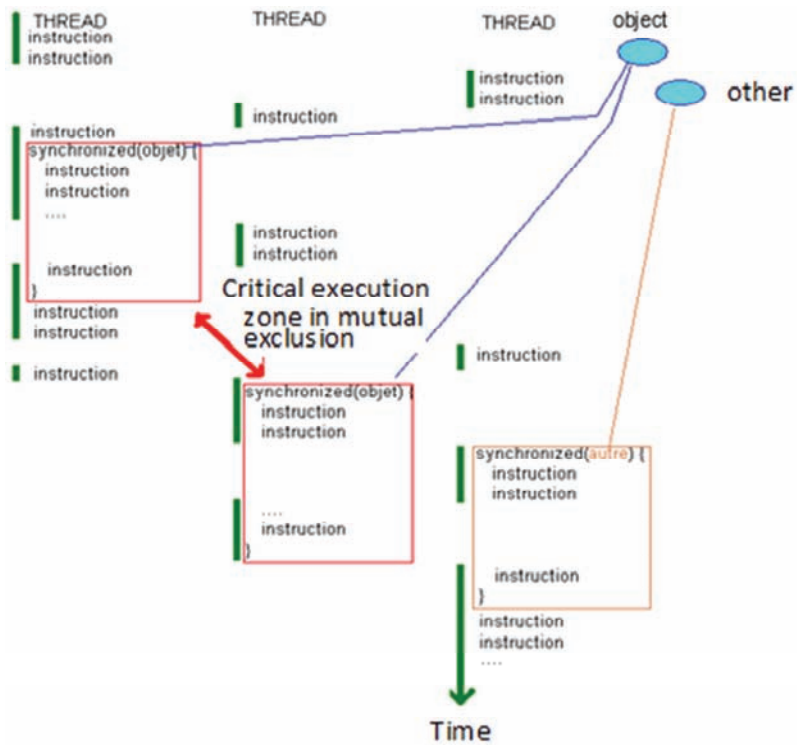 THREAD
instruction
instruction
instruction
synchronized(objet) {
instruction
instruction
....
instruction
}
instruction
instruction
instruction
THREAD
instruction
instruction
instruction
Critical execution
zone in mutual
exclusion
synchronized(objet) {
instruction
instruction
....
instruction
}
THREAD
instruction
instruction
instruction
synchronized(autre) {
instruction
instruction
instruction
}
instruction
instruction
....
Time
object
other